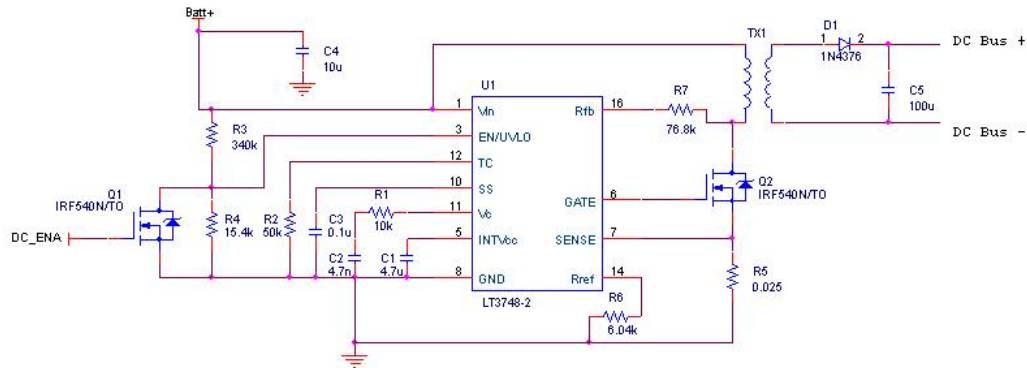 Batt+
C4
10u
TX1
D1
1 2
1N4376
DC Bus +
C5
100u
DC Bus -
U1
1 Vin
3 EN/UVLO
12 TC
10 SS
11 Vc
5 INTVcc
8 GND
Rfb 16
GATE 6
SENSE 7
Rref 14
LT3748-2
R7
76.8k
R3
340k
Q1
IRF540N/TO
DC_ENA
R4
15.4k
R2
50k
C3
0.1u
R1
10k
C2
4.7n
C1
4.7u
Q2
IRF540N/TO
R5
0.025
R6
6.04k